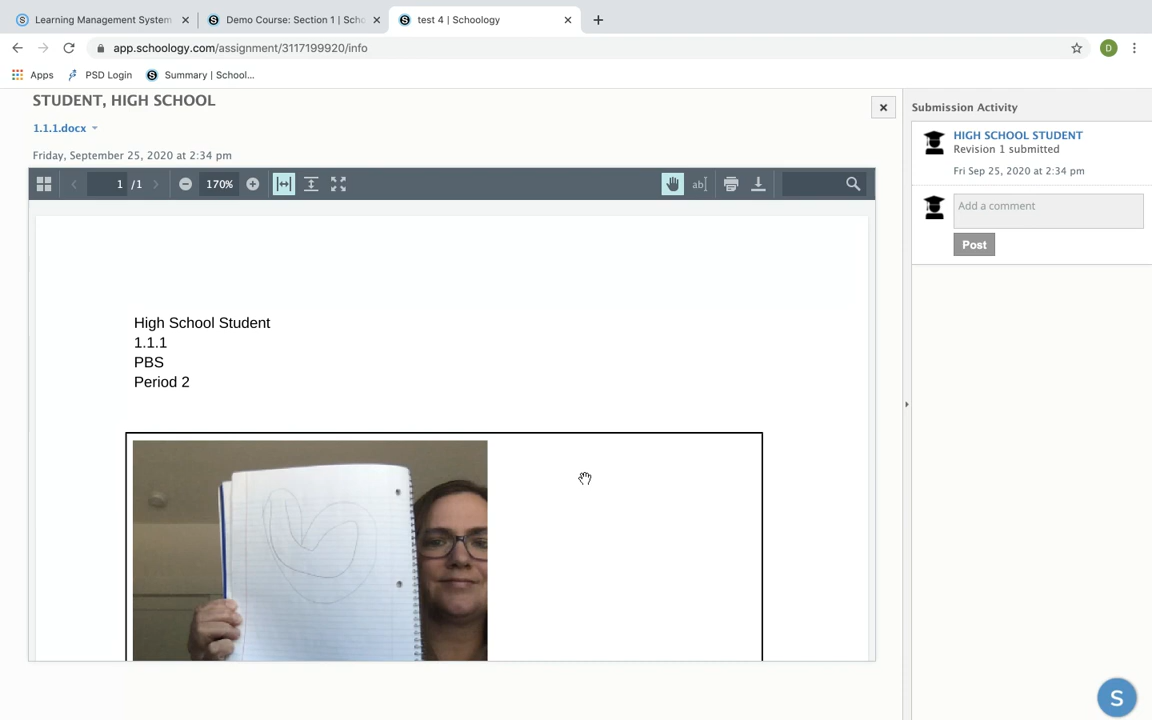 Learning Management System
Demo Course: Section 1 | Scho
test 4 | Schoology
app.schoology.com/assignment/3117199920/info
D
Apps
PSD Login
Summary | School...
STUDENT, HIGH SCHOOL
1.1.1.docx
Friday, September 25, 2020 at 2:34 pm
1 /1
170%
ab
High School Student
1.1.1
PBS
Period 2
Submission Activity
HIGH SCHOOL STUDENT
Revision 1 submitted
Fri Sep 25, 2020 at 2:34 pm
Add a comment
Post
S